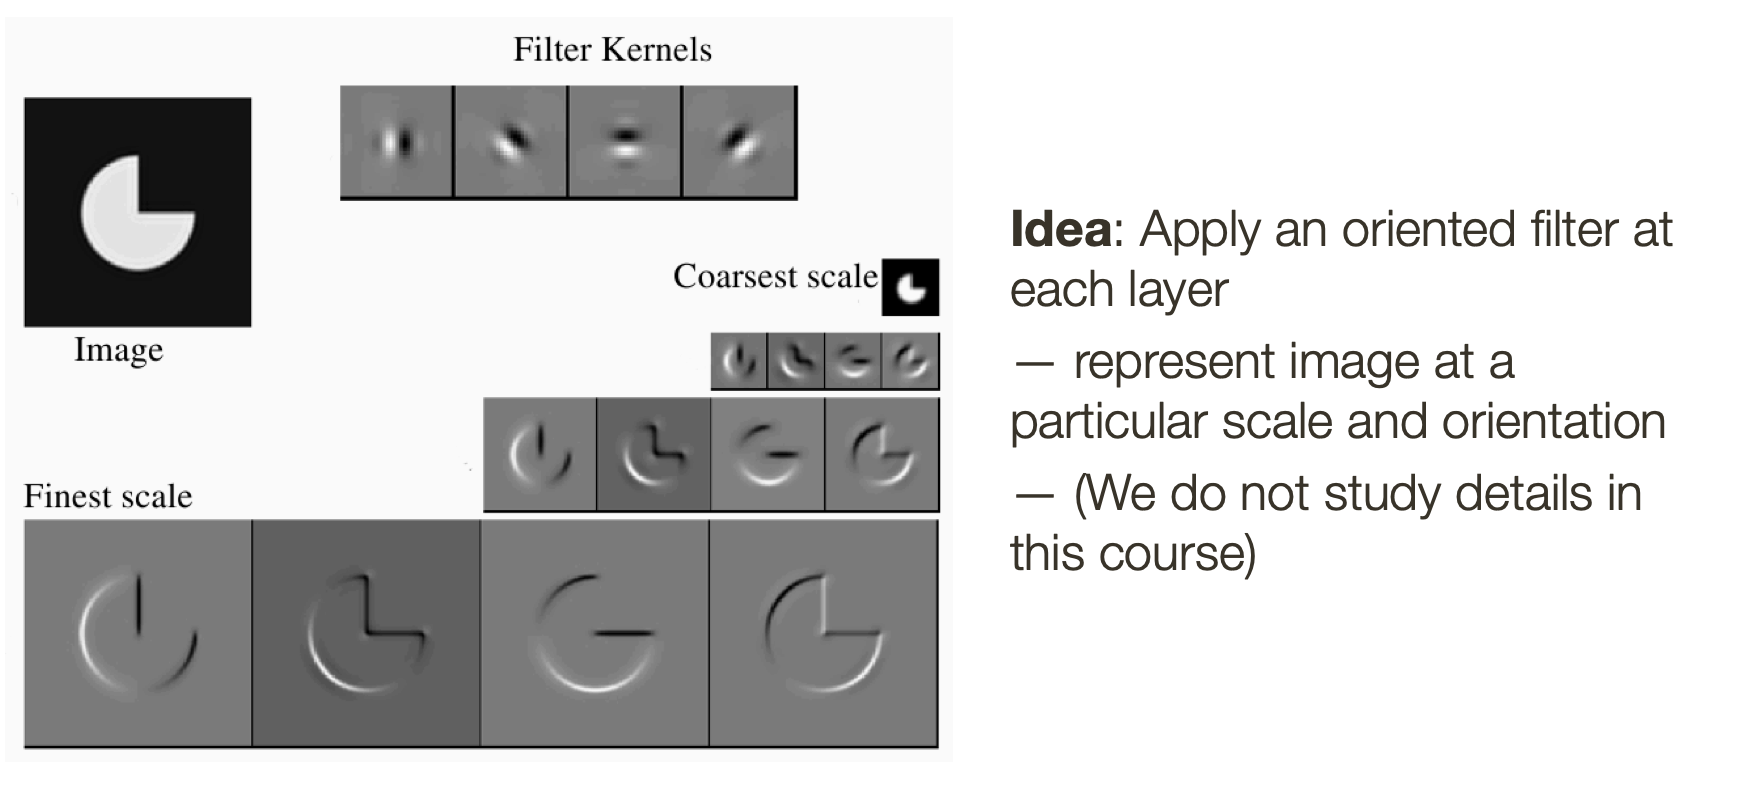 Filter Kernels
Image
Coarsest scale
Finest scale
Idea: Apply an oriented filter at
each layer
— represent image at a
particular scale and orientation
— (We do not study details in
this course)